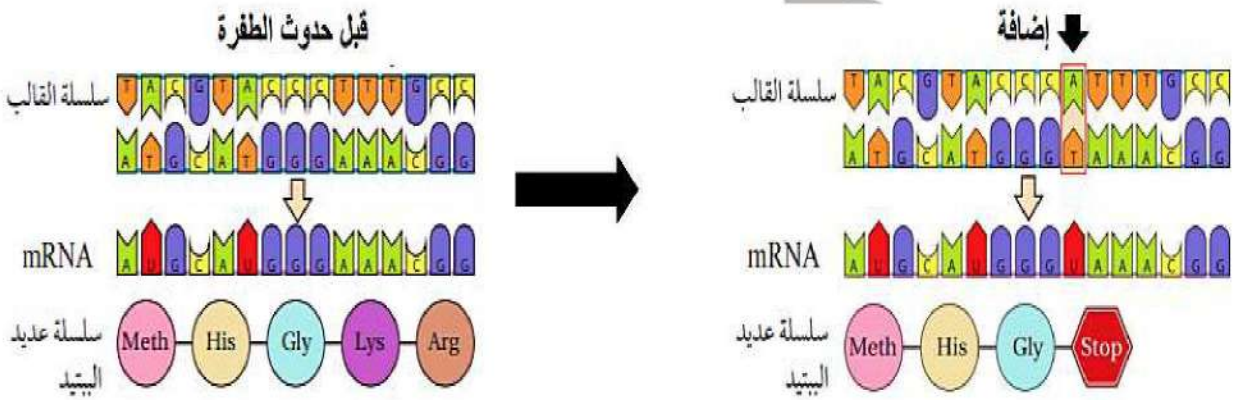 قبل حدوث الطفرة
سلسلة القالب
T A C G T A C C C T T T G C C
A T G C A T G G G A A A C G G
mRNA
A U G C A U G G G A A A C G G
سلسلة عديد
الببتيد
Meth His Gly Lys Arg
إضافة
سلسلة القالب
T A C G T A C C C A T T T G C C
A T G C A T G G G T A A A C G G
mRNA
A U G C A U G G G U A A A C G G
سلسلة عديد
الببتيد
Meth His Gly Stop